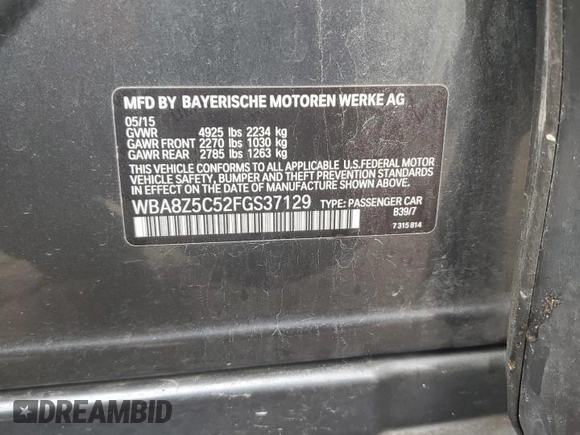 MFD BY BAYERISCHE MOTOREN WERKE AG
05/15
GVWR 4925 lbs 2234 kg
GAWR FRONT 2270 lbs 1030 kg
GAWR REAR 2785 lbs 1263 kg
THIS VEHICLE CONFORMS TO ALL APPLICABLE U.S.FEDERAL MOTOR
VEHICLE SAFETY, BUMPER AND THEFT PREVENTION STANDARDS
IN EFFECT ON THE DATE OF MANUFACTURE SHOWN ABOVE.
WBA8Z5C52FGS37129 TYPE: PASSENGER CAR
B39/7
7 315 814
DREAMBID